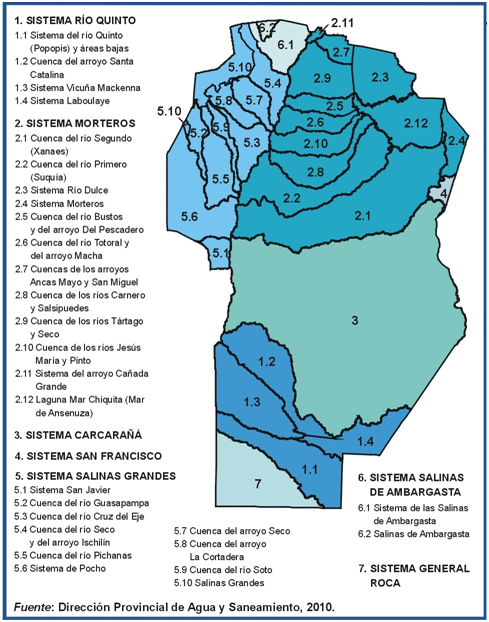 1. SISTEMA RÍO QUINTO
1.1 Sistema del río Quinto
(Popopis) y áreas bajas
1.2 Cuenca del arroyo Santa
Catalina
1.3 Sistema Vicuña Mackenna
1.4 Sistema Laboulaye
2. SISTEMA MORTEROS
2.1 Cuenca del río Segundo
(Xanaes)
2.2 Cuenca del río Primero
(Suquía)
2.3 Sistema Río Dulce
2.4 Sistema Morteros
2.5 Cuenca del río Bustos
y del arroyo Del Pescadero
2.6 Cuenca del río Totoral y
del arroyo Macha
2.7 Cuencas de los arroyos
Ancas Mayo y San Miguel
2.8 Cuenca de los ríos Carnero
y Salsipuedes
2.9 Cuenca de los ríos Tártago
y Seco
2.10 Cuenca de los ríos Jesús
María y Pinto
2.11 Sistema del arroyo Cañada
Grande
2.12 Laguna Mar Chiquita (Mar
de Ansenuza)
3. SISTEMA CARCARAÑÁ
4. SISTEMA SAN FRANCISCO
5. SISTEMA SALINAS GRANDES
5.1 Sistema San Javier
5.2 Cuenca del río Guasapampa
5.3 Cuenca del río Cruz del Eje
5.4 Cuenca del río Seco
y del arroyo Ischilín
5.5 Cuenca del río Pichanas
5.6 Sistema de Pocho
5.7 Cuenca del arroyo Seco
5.8 Cuenca del arroyo
La Cortadera
5.9 Cuenca del río Soto
5.10 Salinas Grandes
6. SISTEMA SALINAS
DE AMBARGASTA
6.1 Sistema de las Salinas
de Ambargasta
6.2 Salinas de Ambargasta
7. SISTEMA GENERAL
ROCA
6.2
2.11
6.1
2.7
5.10
5.4
2.9
2.3
5.8
5.7
5.10
2.5
5.2
5.9
2.6
2.12
5.3
2.10
2.4
2.8
5.5
4
2.2
5.6
2.1
5.1
3
1.2
1.3
1.4
1.1
7
Fuente: Dirección Provincial de Agua y Saneamiento, 2010.